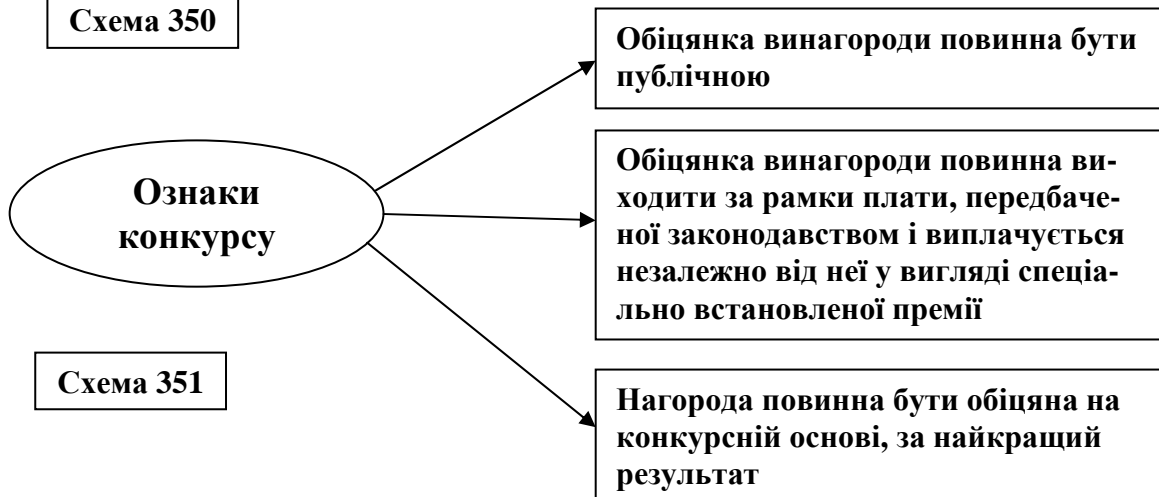 Схема 350
Обіцянка винагороди повинна бути
публічною
Ознаки
конкурсу
Обіцянка винагороди повинна ви-
ходити за рамки плати, передбаче-
ної законодавством і виплачується
незалежно від неї у вигляді спеціа-
льно встановленої премії
Схема 351
Нагорода повинна бути обіцяна на
конкурсній основі, за найкращий
результат